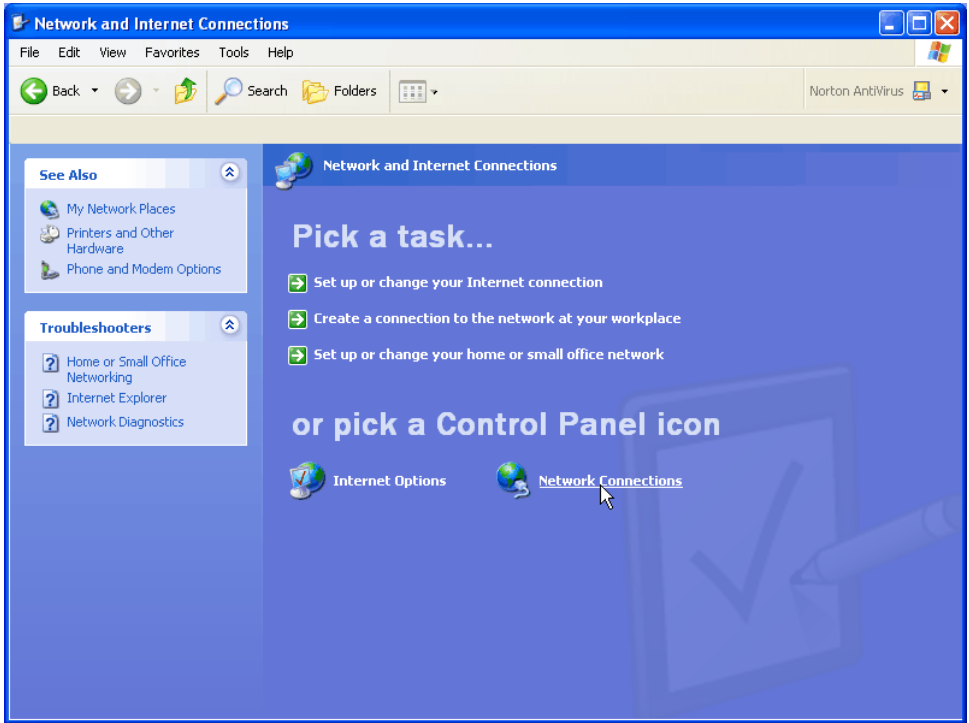 Network and Internet Connections
File Edit View Favorites Tools Help
Back Search Folders Norton AntiVirus
See Also
My Network Places
Printers and Other
Hardware
Phone and Modem Options
Troubleshooters
Home or Small Office
Networking
Internet Explorer
Network Diagnostics
Network and Internet Connections
Pick a task...
Set up or change your Internet connection
Create a connection to the network at your workplace
Set up or change your home or small office network
or pick a Control Panel icon
Internet Options Network Connections